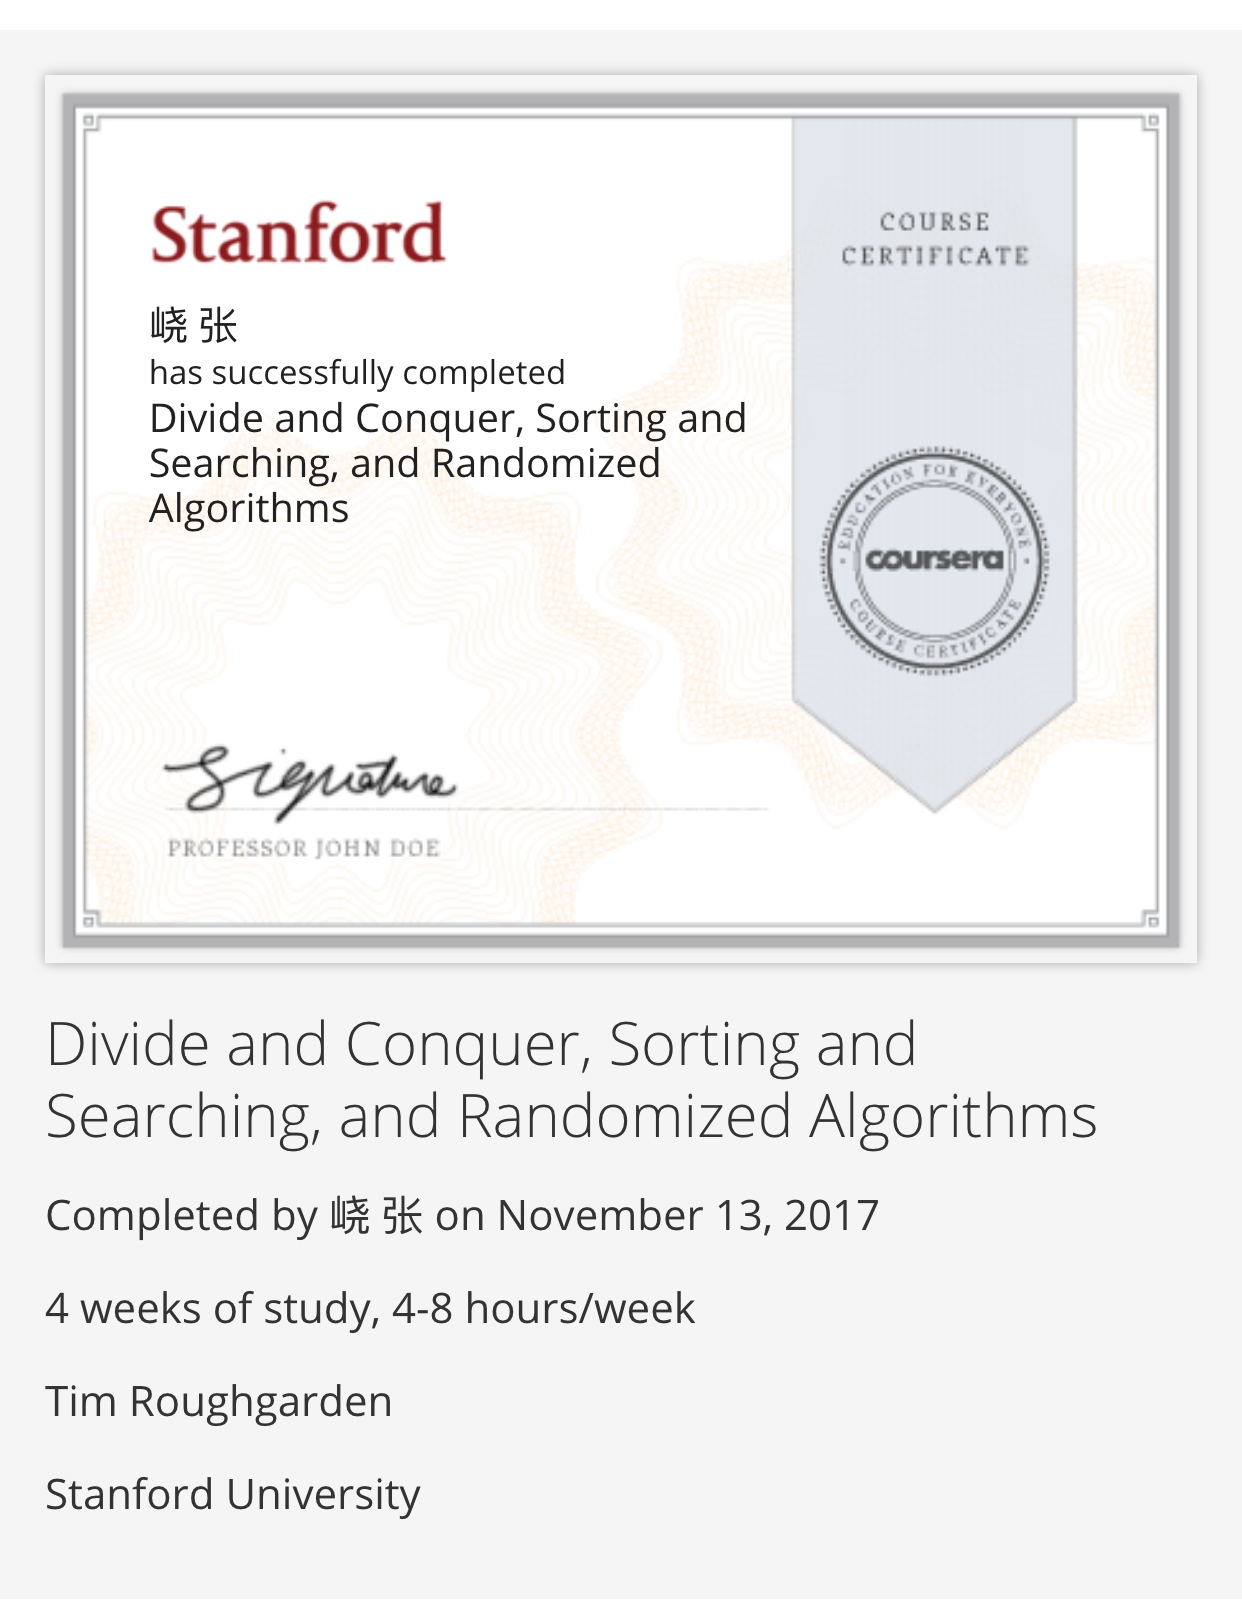 Stanford
COURSE
CERTIFICATE
峣 张
has successfully completed
Divide and Conquer, Sorting and
Searching, and Randomized
Algorithms
EDUCATION FOR EVERYONE
coursera
COURSE CERTIFICATE
Signature
PROFESSOR JOHN DOE
Divide and Conquer, Sorting and
Searching, and Randomized Algorithms
Completed by 峣 张 on November 13, 2017
4 weeks of study, 4-8 hours/week
Tim Roughgarden
Stanford University